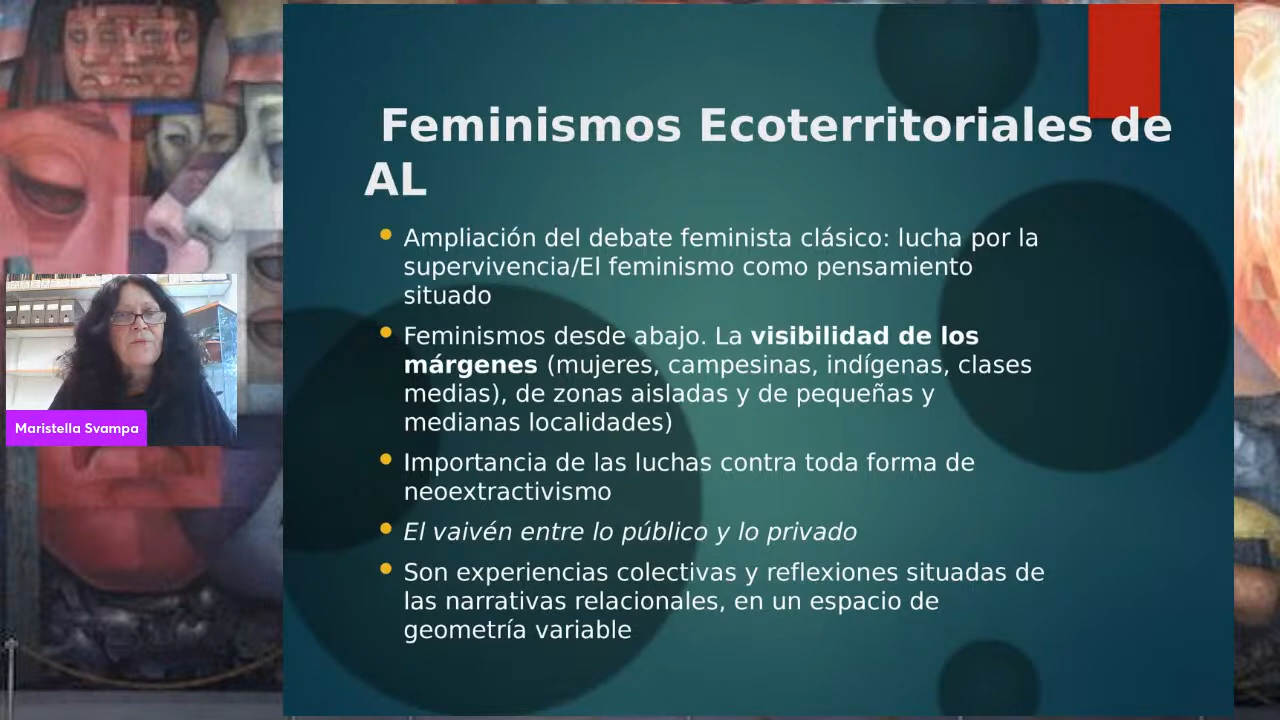 Feminismos Ecoterritoriales de
AL
Ampliación del debate feminista clásico: lucha por la
supervivencia/El feminismo como pensamiento
situado
Feminismos desde abajo. La visibilidad de los
márgenes (mujeres, campesinas, indígenas, clases
medias), de zonas aisladas y de pequeñas y
medianas localidades)
Importancia de las luchas contra toda forma de
neoextractivismo
El vaivén entre lo público y lo privado
Son experiencias colectivas y reflexiones situadas de
las narrativas relacionales, en un espacio de
geometría variable
Maristella Svampa